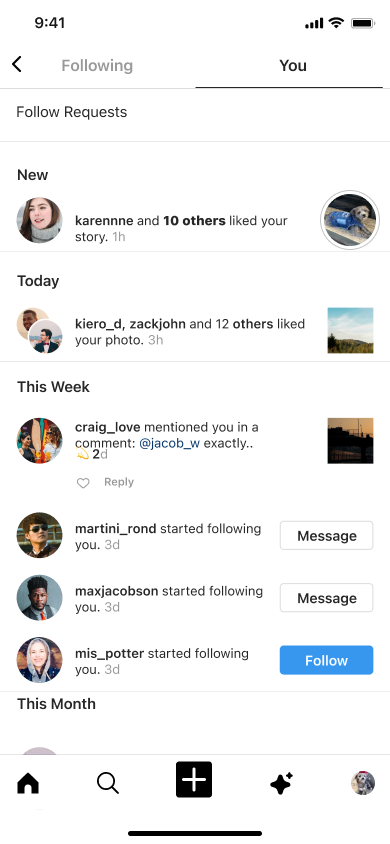 9:41
Following
You
Follow Requests
New
karennne and 10 others liked your
story. 1h
Today
kiero_d, zackjohn and 12 others liked
your photo. 3h
This Week
craig_love mentioned you in a
comment: @jacob_w exactly..
💫 2d
Reply
martini_rond started following
you. 3d
Message
maxjacobson started following
you. 3d
Message
mis_potter started following
you. 3d
Follow
This Month